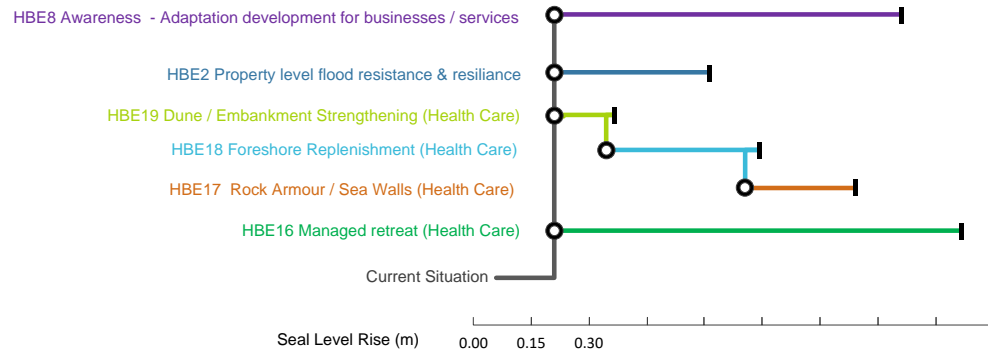 HBE8 Awareness  - Adaptation development for businesses / services
HBE2 Property level flood resistance & resiliance
HBE19 Dune / Embankment Strengthening (Health Care)
HBE18 Foreshore Replenishment (Health Care)
HBE17  Rock Armour / Sea Walls (Health Care)
HBE16 Managed retreat (Health Care)
Current Situation
Seal Level Rise (m) 0.00 0.15 0.30